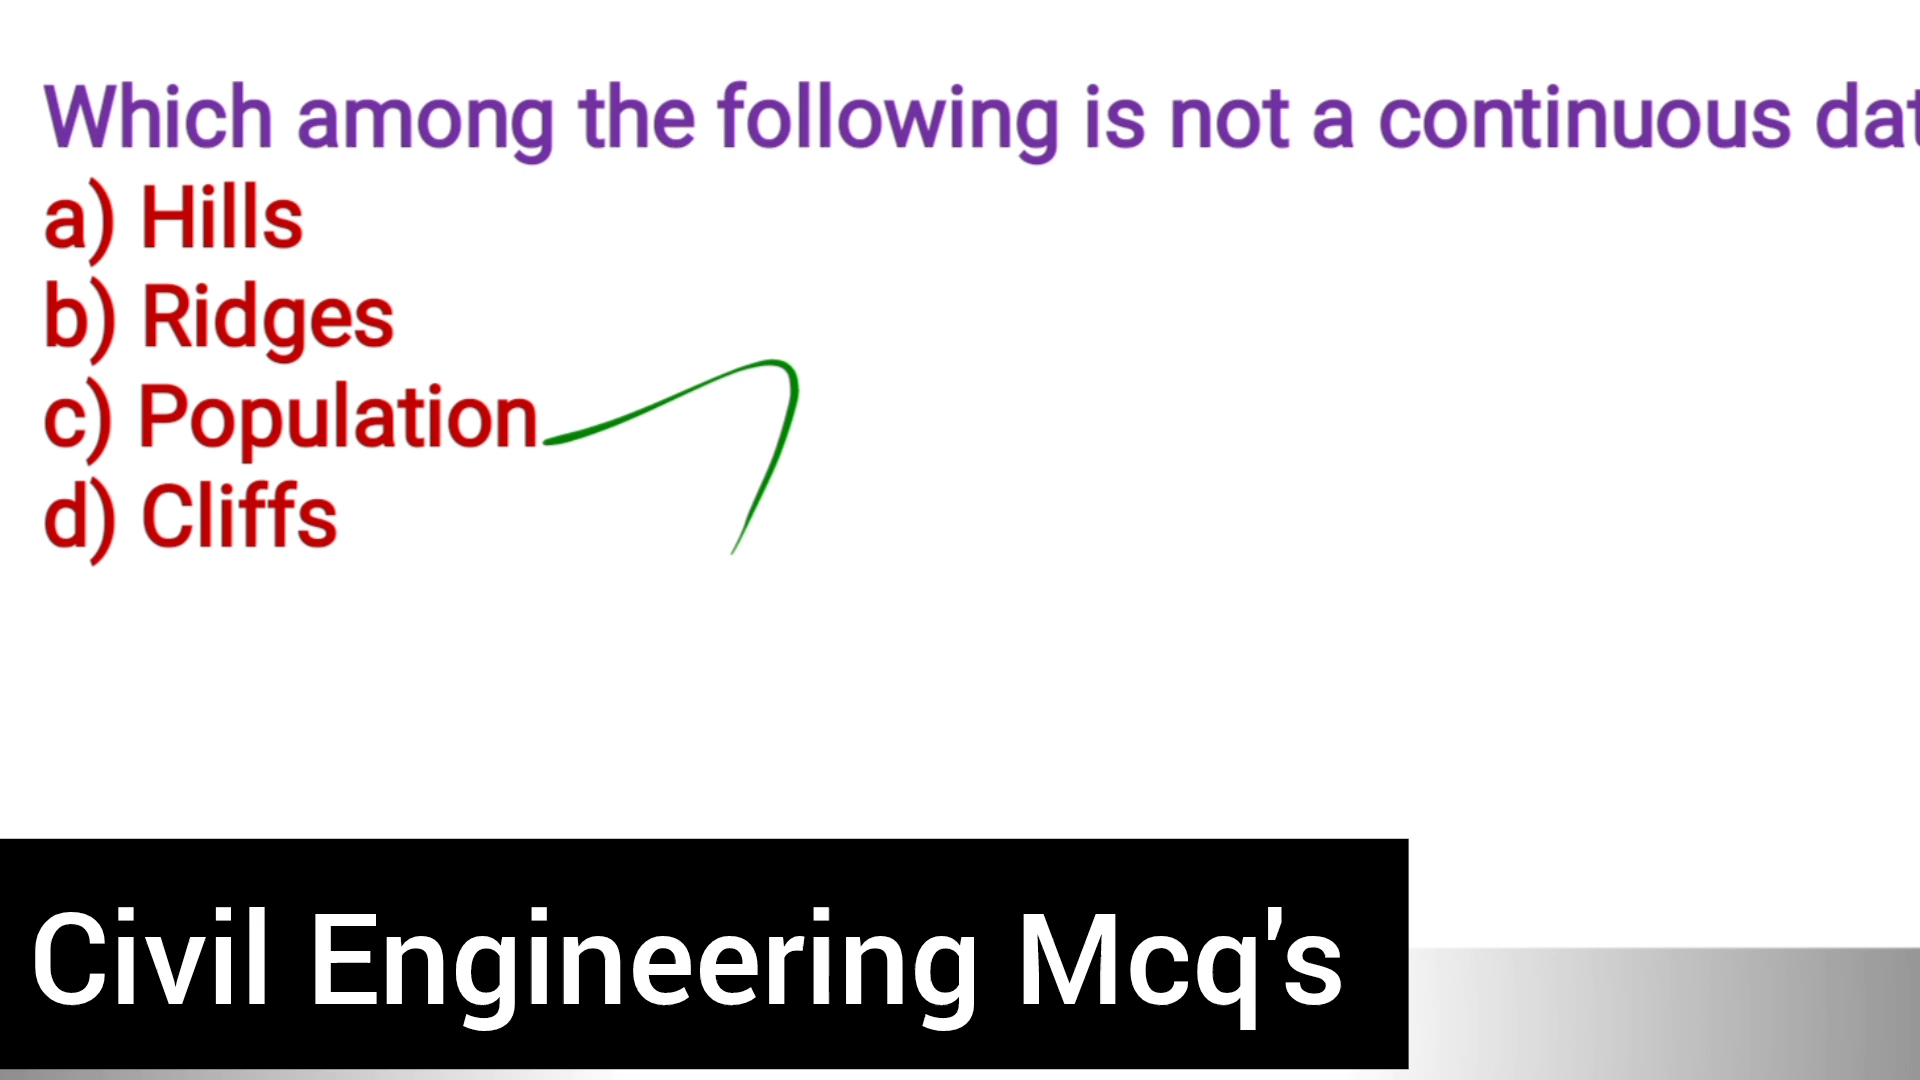 Which among the following is not a continuous dat
a) Hills
b) Ridges
c) Population
d) Cliffs
Civil Engineering Mcq's